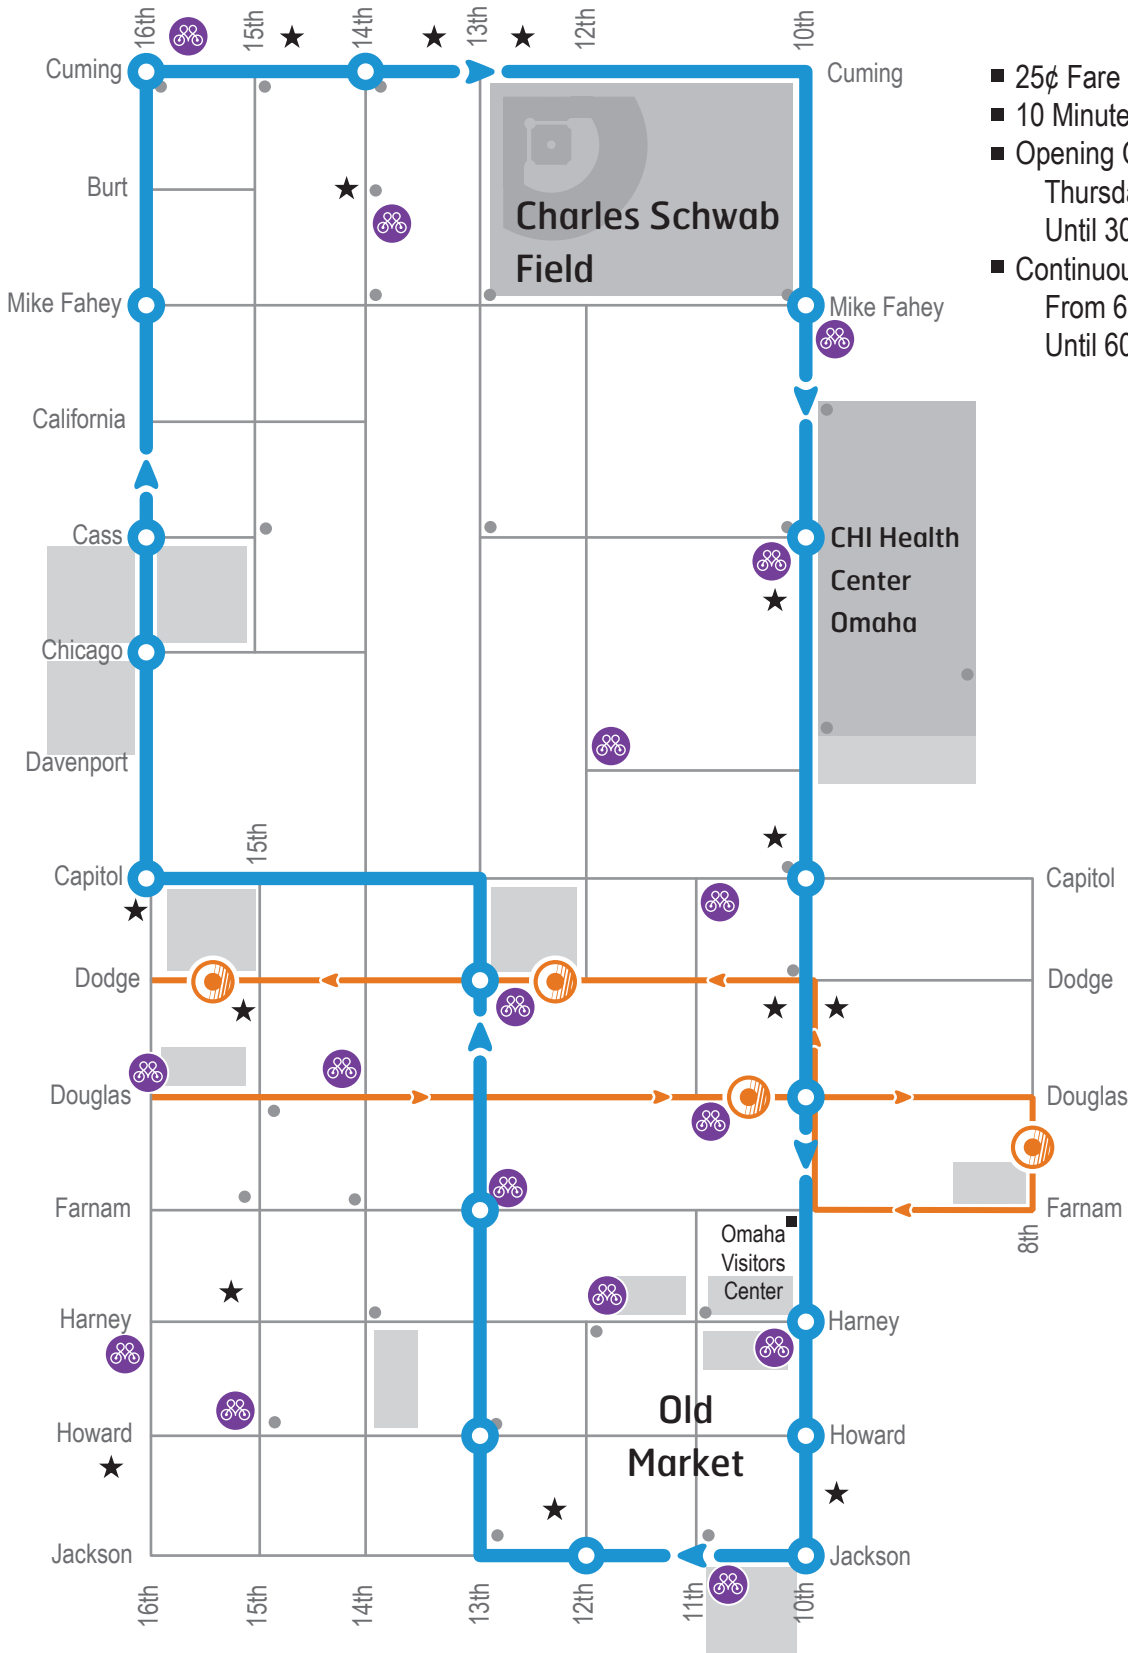 16th
15th
14th
13th
12th
10th
Cuming
Cuming
25¢ Fare
10 Minute
Opening
Thursda
Until 30
Continuou
From 6
Until 60
Burt
Charles Schwab
Field
Mike Fahey
Mike Fahey
California
Cass
CHI Health
Center
Omaha
Chicago
Davenport
15th
Capitol
Capitol
Dodge
Dodge
Douglas
Douglas
Farnam
Farnam
8th
Omaha
Visitors
Center
Harney
Harney
Old
Market
Howard
Howard
Jackson
Jackson
16th
15th
14th
13th
12th
11th
10th